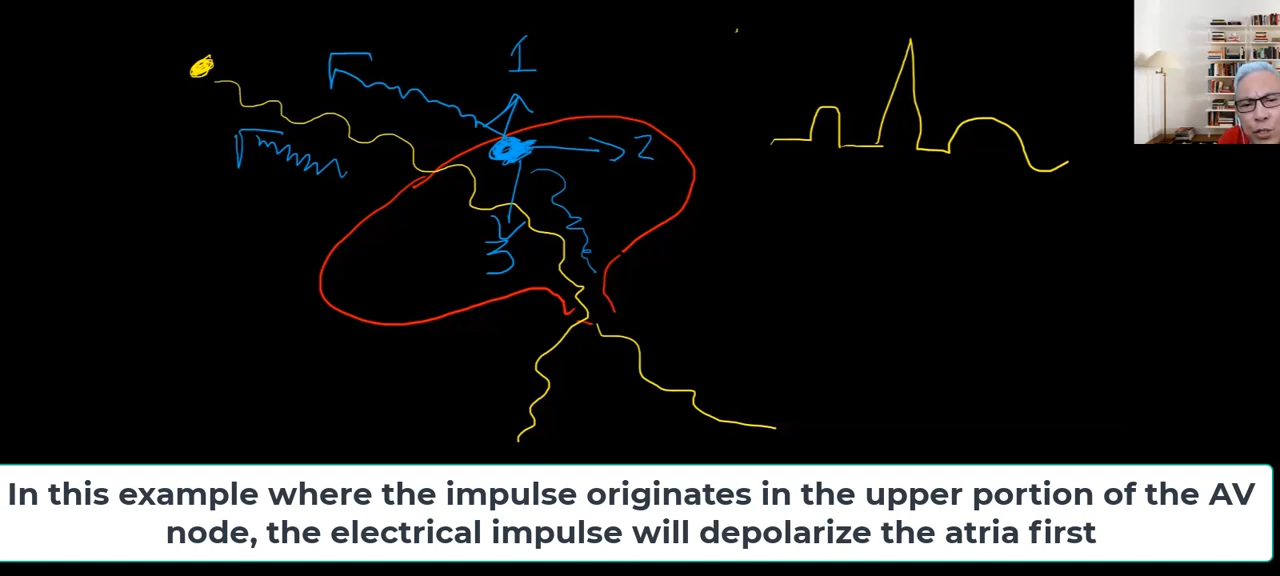 1
2
3
In this example where the impulse originates in the upper portion of the AV
node, the electrical impulse will depolarize the atria first